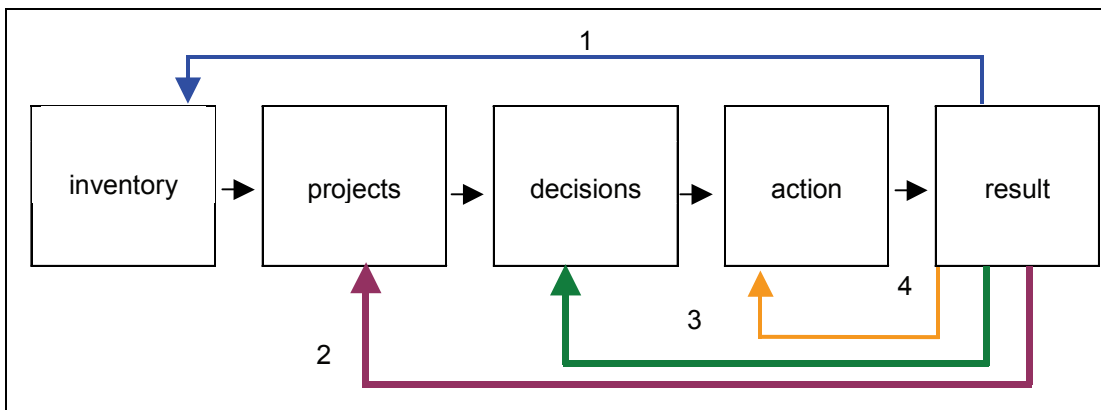 1
inventory
projects
decisions
action
result
4
3
2